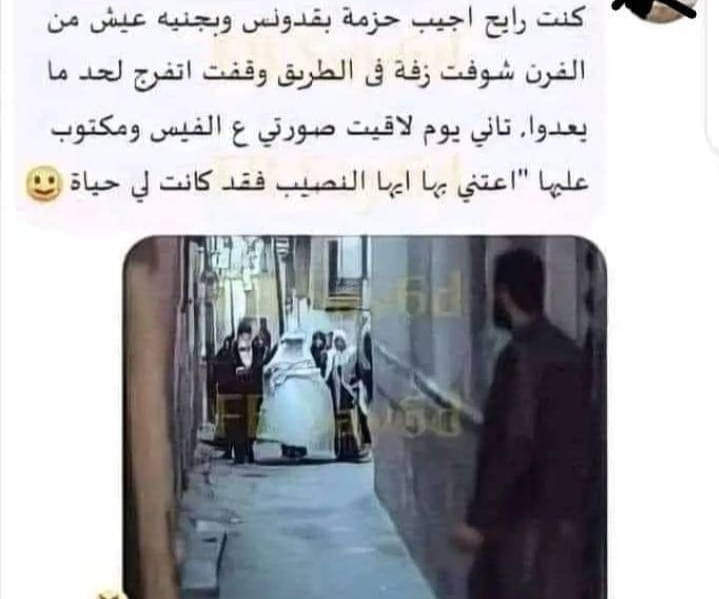 كنت رايح اجيب حزمة بقدونس وبجنيه عيش من
الفرن شوفت زفة فى الطريق وقفت اتفرج لحد ما
يعدوا. تاني يوم لاقيت صورتي ع الفيس ومكتوب
عليها "اعتني بها ايها النصيب فقد كانت لي حياة